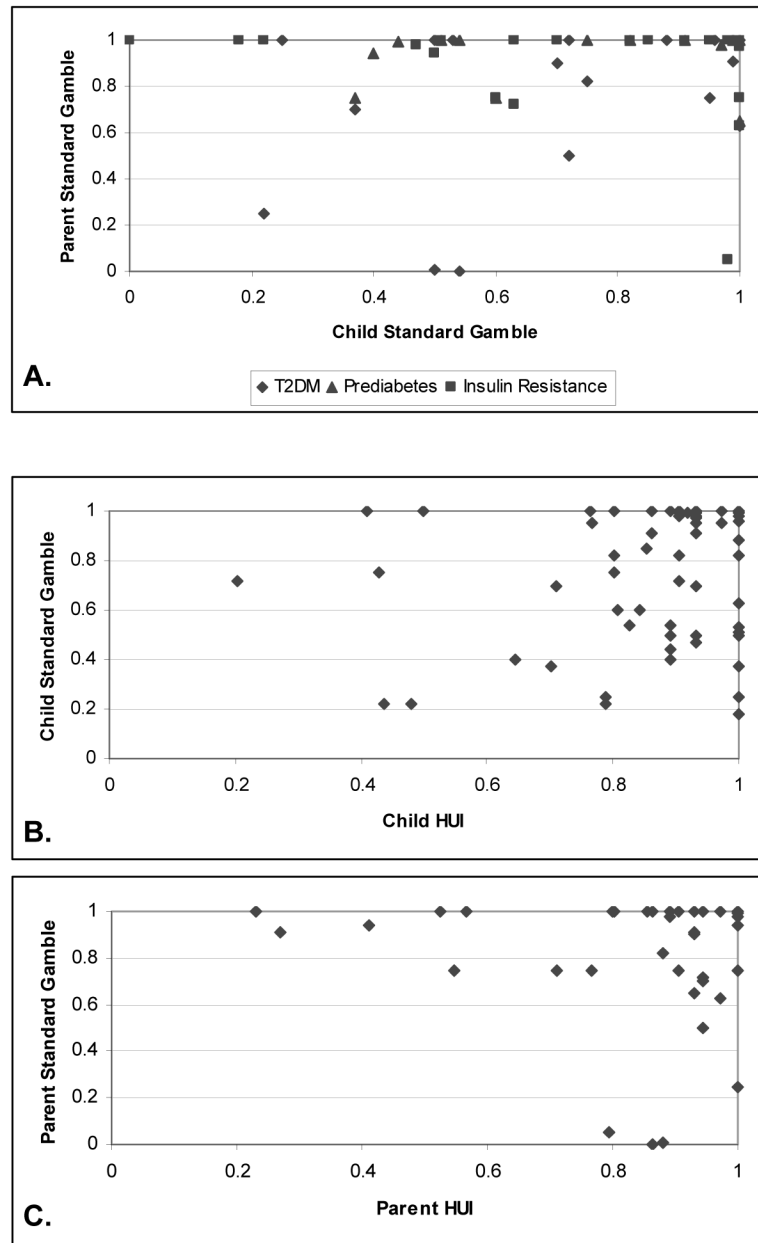 1
0.8
0.6
0.4
0.2
0
0 0.2 0.4 0.6 0.8 1
Parent Standard Gamble
Child Standard Gamble
A.
T2DM Prediabetes Insulin Resistance
1
0.8
0.6
0.4
0.2
0
0 0.2 0.4 0.6 0.8 1
Child Standard Gamble
Child HUI
B.
1
0.8
0.6
0.4
0.2
0
0 0.2 0.4 0.6 0.8 1
Parent Standard Gamble
Parent HUI
C.